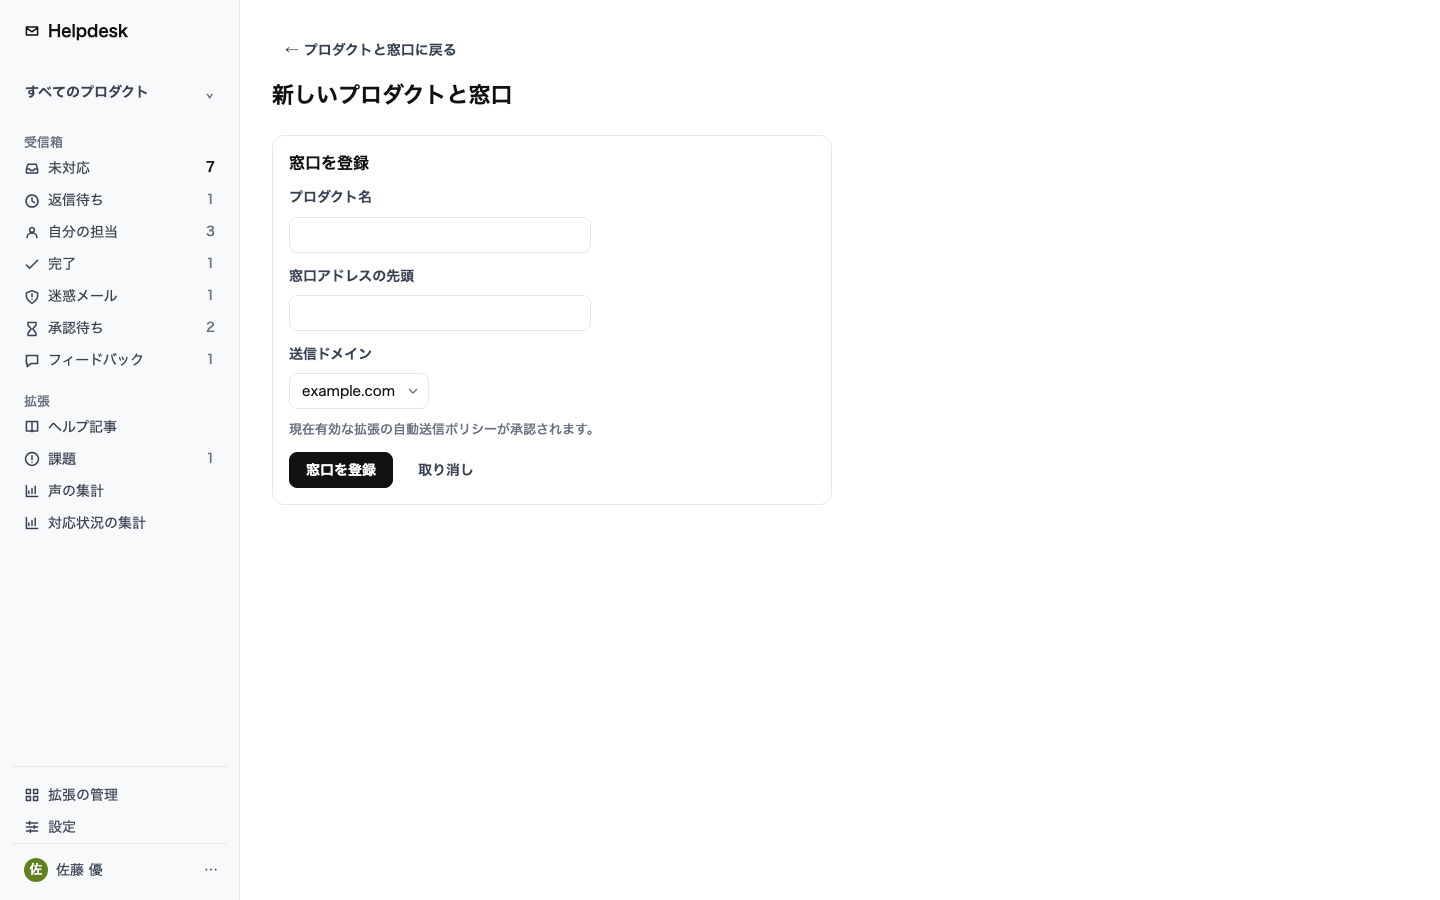 Helpdesk
すべてのプロダクト
受信箱
未対応 7
返信待ち 1
自分の担当 3
完了 1
迷惑メール 1
承認待ち 2
フィードバック 1
拡張
ヘルプ記事
課題 1
声の集計
対応状況の集計
拡張の管理
設定
佐 佐藤 優 ···
← プロダクトと窓口に戻る
新しいプロダクトと窓口
窓口を登録
プロダクト名
窓口アドレスの先頭
送信ドメイン
example.com
現在有効な拡張の自動送信ポリシーが承認されます。
窓口を登録 取り消し